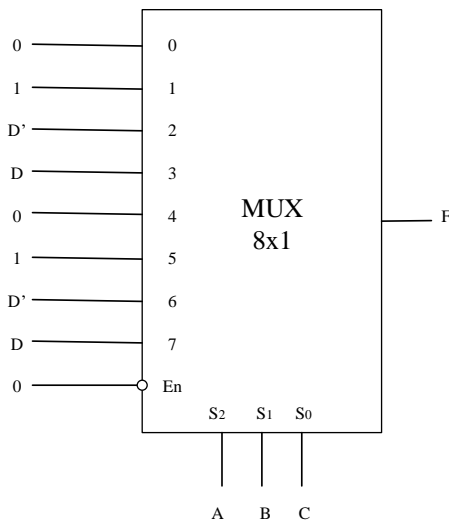 0 0
1 1
D' 2
D 3
0 4
MUX
8x1
F
1 5
D' 6
D 7
0 En
S2 S1 S0
A B C